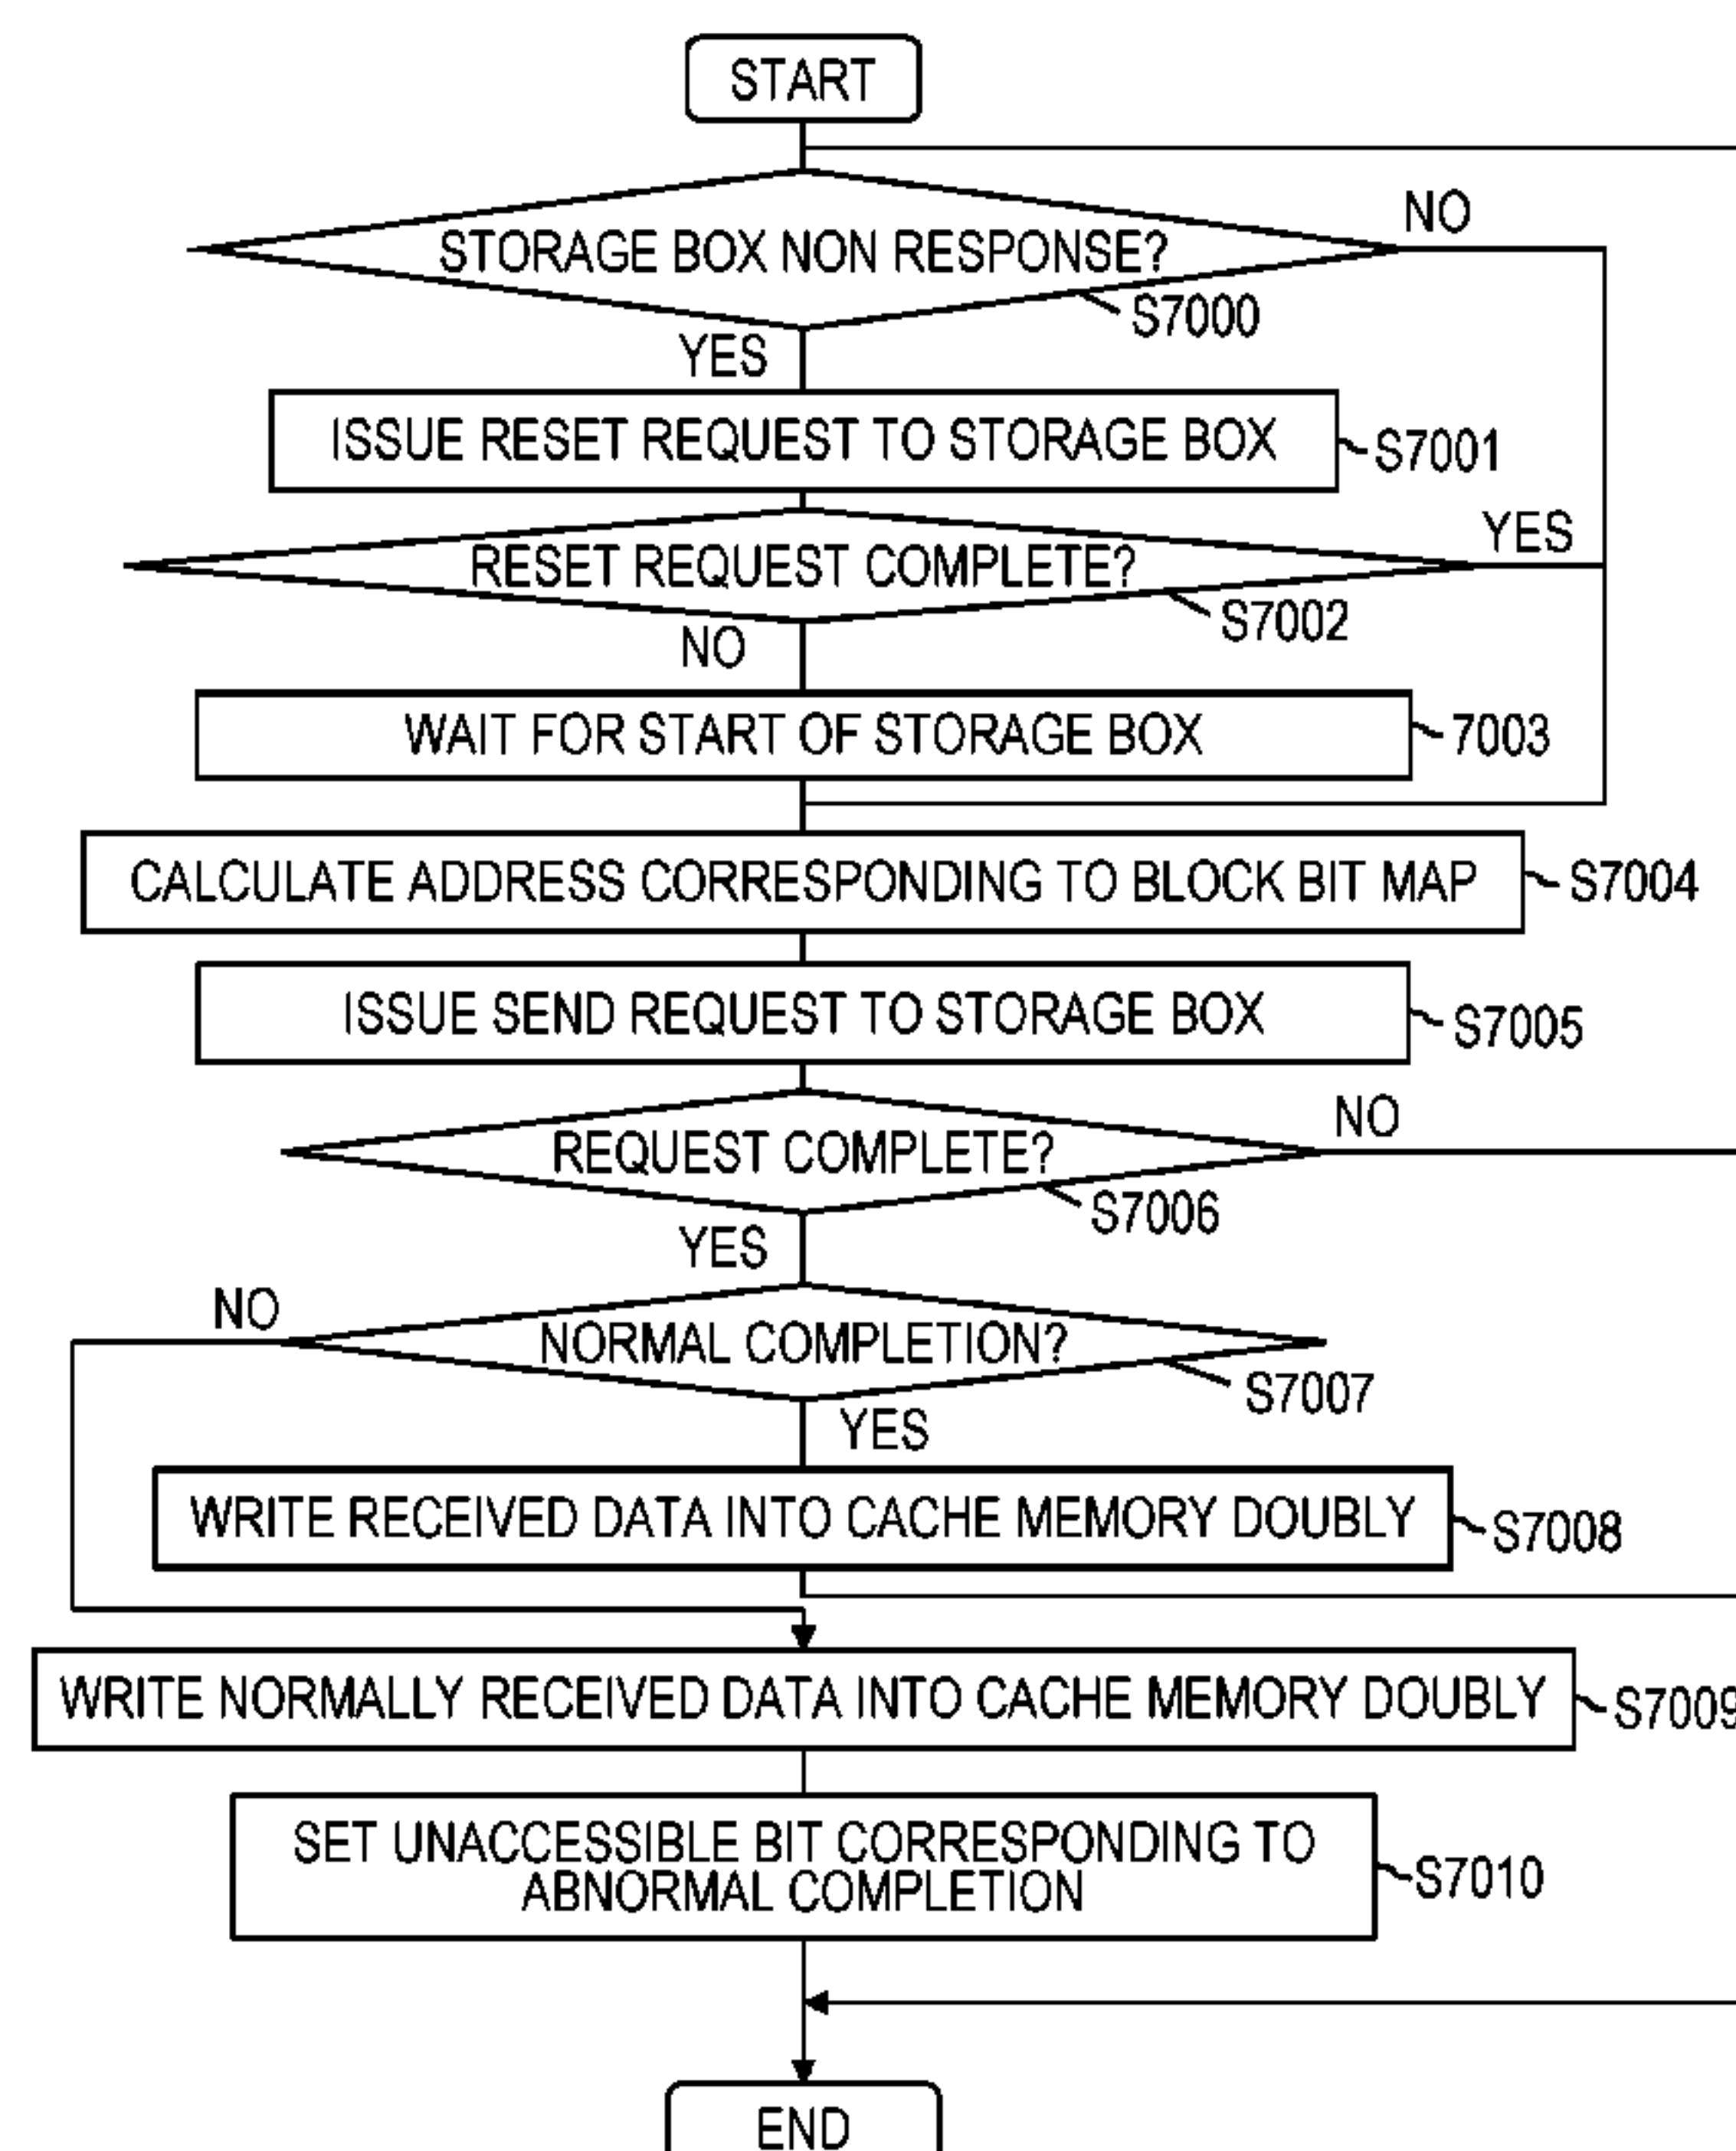 START
NO
STORAGE BOX NON RESPONSE?
S7000
YES
ISSUE RESET REQUEST TO STORAGE BOX
S7001
YES
RESET REQUEST COMPLETE?
S7002
NO
WAIT FOR START OF STORAGE BOX
7003
CALCULATE ADDRESS CORRESPONDING TO BLOCK BIT MAP
S7004
ISSUE SEND REQUEST TO STORAGE BOX
S7005
NO
REQUEST COMPLETE?
S7006
YES
NO
NORMAL COMPLETION?
S7007
YES
WRITE RECEIVED DATA INTO CACHE MEMORY DOUBLY
S7008
WRITE NORMALLY RECEIVED DATA INTO CACHE MEMORY DOUBLY
S7009
SET UNACCESSIBLE BIT CORRESPONDING TO
ABNORMAL COMPLETION
S7010
END